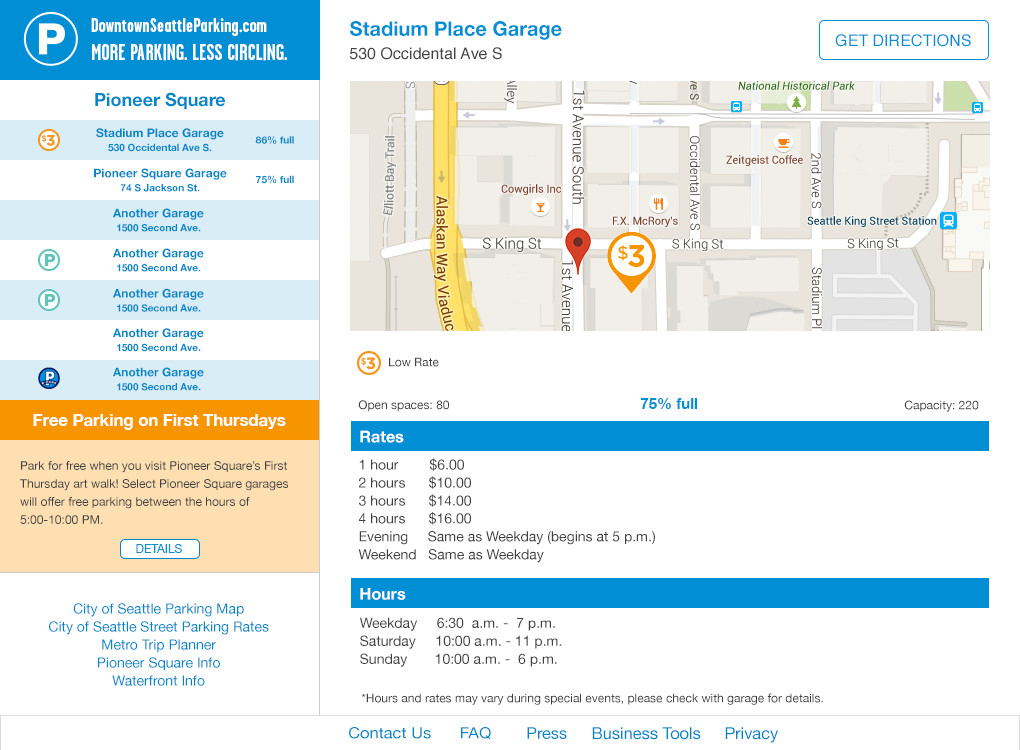 P
DowntownSeattleParking.com
MORE PARKING. LESS CIRCLING.
Pioneer Square
$3
Stadium Place Garage
530 Occidental Ave S.
86% full
Pioneer Square Garage
74 S Jackson St.
75% full
Another Garage
1500 Second Ave.
P
Another Garage
1500 Second Ave.
P
Another Garage
1500 Second Ave.
Another Garage
1500 Second Ave.
P
Another Garage
1500 Second Ave.
Free Parking on First Thursdays
Park for free when you visit Pioneer Square's First
Thursday art walk! Select Pioneer Square garages
will offer free parking between the hours of
5:00-10:00 PM.
DETAILS
City of Seattle Parking Map
City of Seattle Street Parking Rates
Metro Trip Planner
Pioneer Square Info
Waterfront Info
Stadium Place Garage
530 Occidental Ave S
GET DIRECTIONS
National Historical Park
S
Alley
1st Avenue South
ve S
Elliott Bay Trail
Occidental Ave S
Zeitgeist Coffee
2nd Ave S
Cowgirls Inc
F.X. McRory's
Seattle King Street Station
Alaskan Way Viaduc
S King St
S King St
S King St
$3
1st Avenue
Stadium Pl
$3
Low Rate
Open spaces: 80
75% full
Capacity: 220
Rates
1 hour $6.00
2 hours $10.00
3 hours $14.00
4 hours $16.00
Evening Same as Weekday (begins at 5 p.m.)
Weekend Same as Weekday
Hours
Weekday 6:30 a.m. - 7 p.m.
Saturday 10:00 a.m. - 11 p.m.
Sunday 10:00 a.m. - 6 p.m.
*Hours and rates may vary during special events, please check with garage for details.
Contact Us FAQ Press Business Tools Privacy